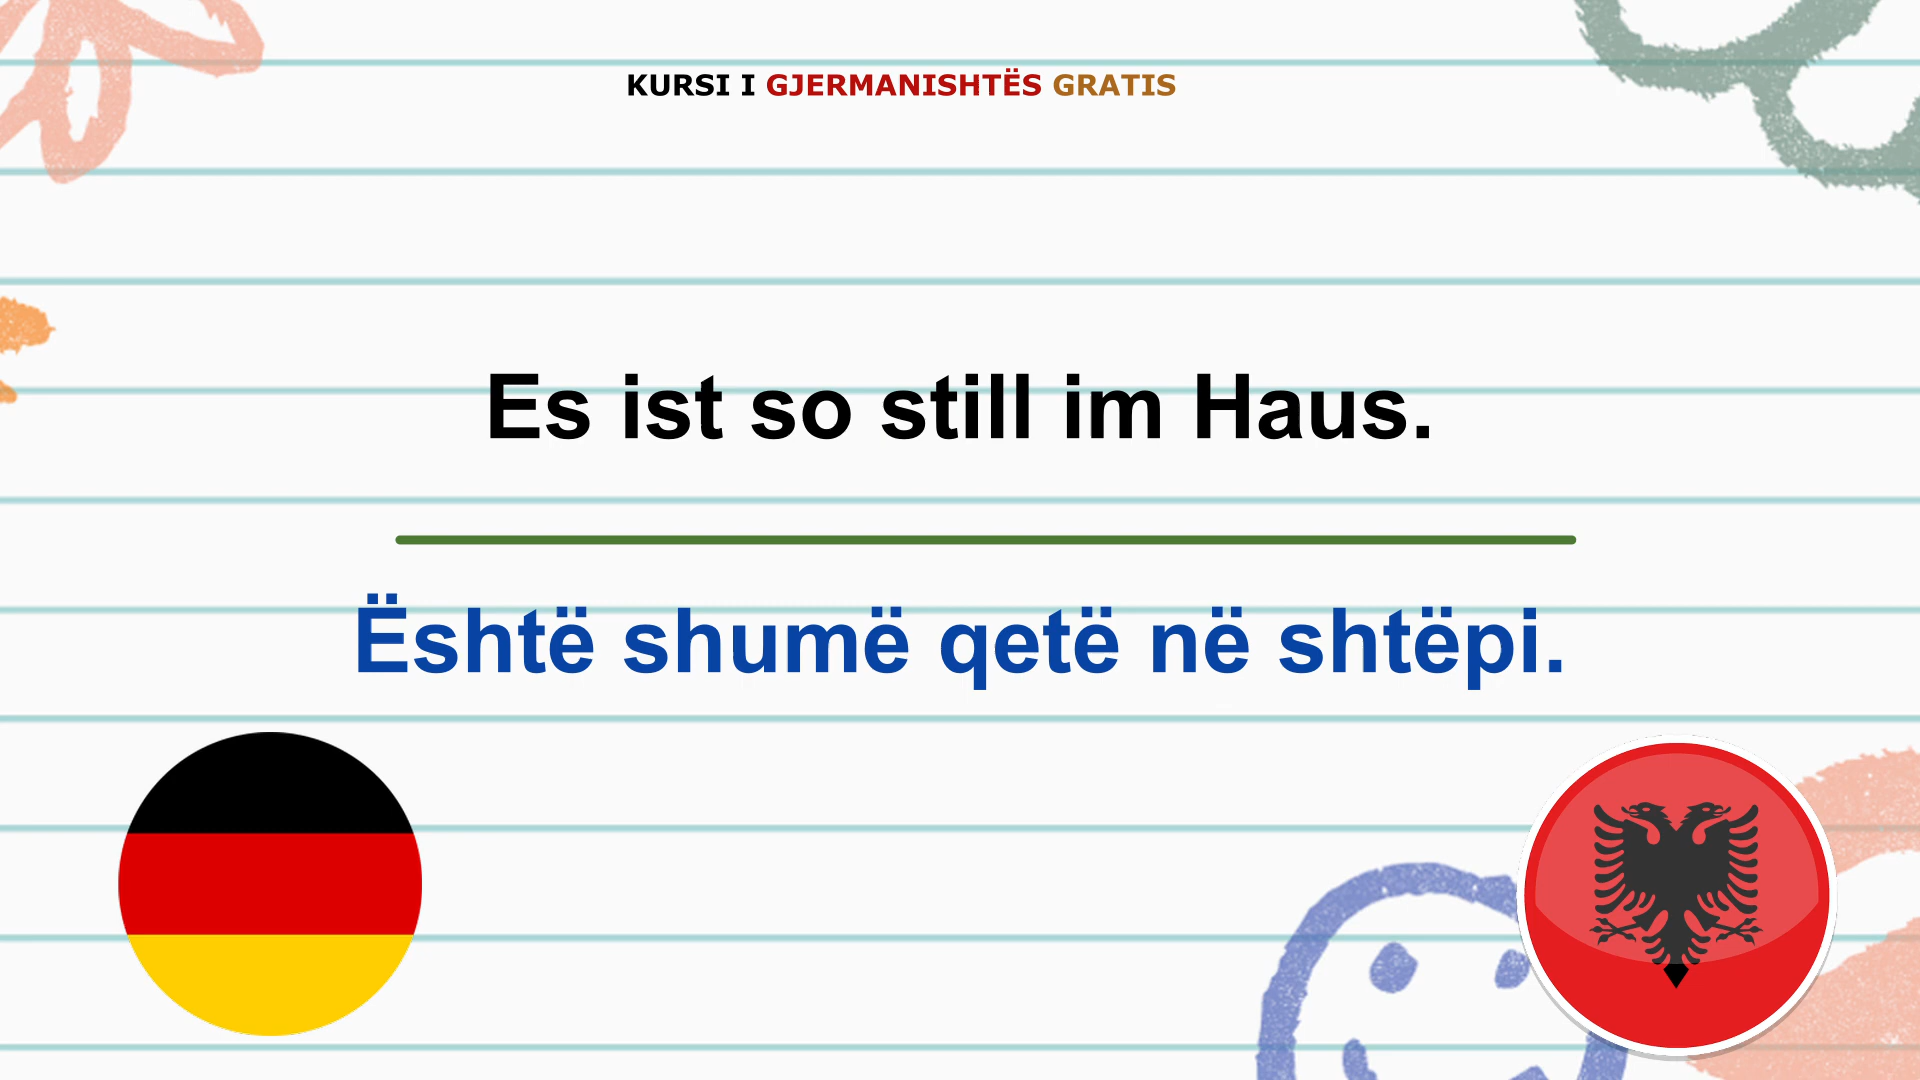 KURSI I GJERMANISHTËS GRATIS
Es ist so still im Haus.
Është shumë qetë në shtëpi.